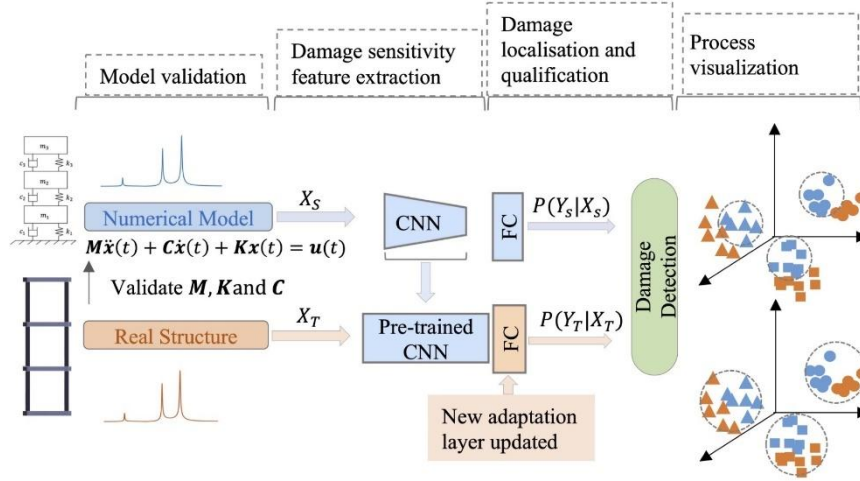 Model validation
Damage sensitivity
feature extraction
Damage
localisation and
qualification
Process
visualization
m₃
c₃
k₃
m₂
c₂
k₂
m₁
c₁
k₁
Numerical Model
X_S
CNN
FC
P(Y_s|X_s)
Mẍ(t) + Cẋ(t) + Kx(t) = u(t)
Validate M, K and C
Real Structure
X_T
Pre-trained
CNN
FC
P(Y_T|X_T)
Damage
Detection
New adaptation
layer updated